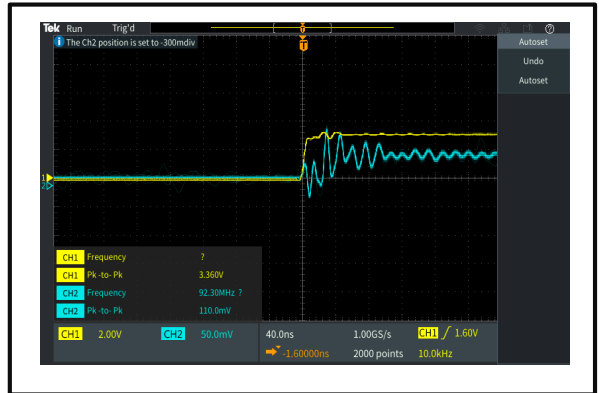 Tek Run Trig'd
The Ch2 position is set to -300mdiv
Autoset
Undo
Autoset
1
2
CH1 Frequency ?
CH1 Pk -to- Pk 3.360V
CH2 Frequency 92.30MHz ?
CH2 Pk -to- Pk 110.0mV
CH1 2.00V CH2 50.0mV 40.0ns 1.00GS/s CH1 1.60V
-1.60000ns 2000 points 10.0kHz